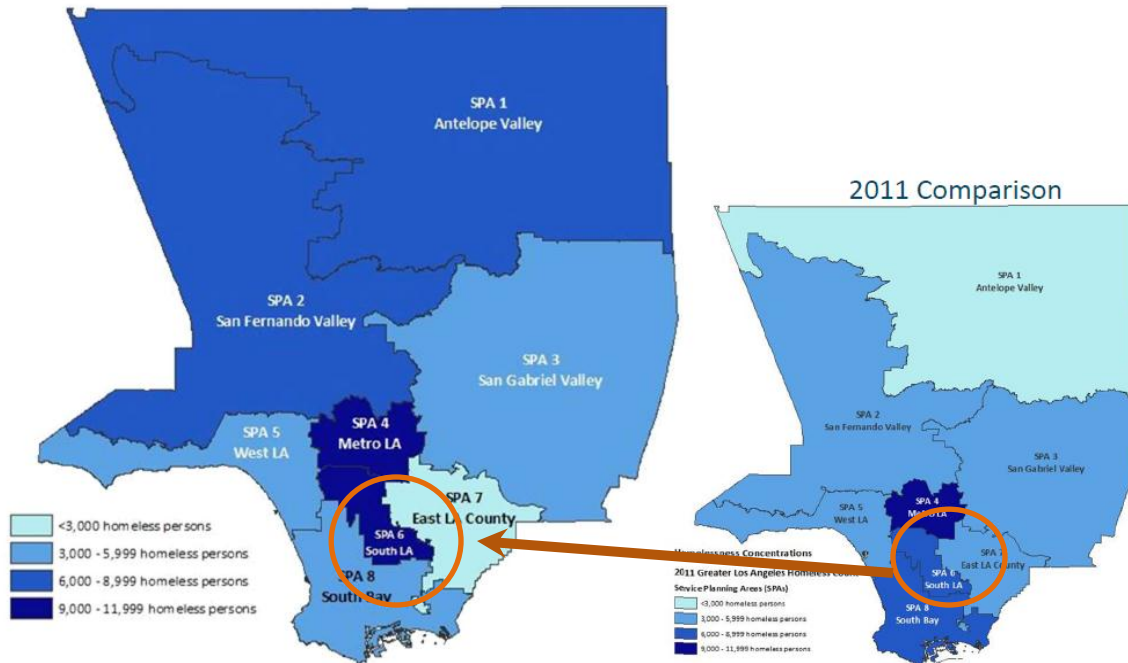 SPA 1
Antelope Valley
SPA 2
San Fernando Valley
SPA 3
San Gabriel Valley
SPA 4
Metro LA
SPA 5
West LA
SPA 7
East LA County
SPA 6
South LA
SPA 8
South Bay
<3,000 homeless persons
3,000 - 5,999 homeless persons
6,000 - 8,999 homeless persons
9,000 - 11,999 homeless persons
2011 Comparison
SPA 1
Antelope Valley
SPA 2
San Fernando Valley
SPA 3
San Gabriel Valley
SPA 4
Metro LA
SPA 5
West LA
SPA 7
East LA County
SPA 6
South LA
SPA 8
South Bay
Homelessness Concentrations
2011 Greater Los Angeles Homeless Count
Service Planning Areas (SPAs)
<3,000 homeless persons
3,000 - 5,999 homeless persons
6,000 - 8,999 homeless persons
9,000 - 11,999 homeless persons